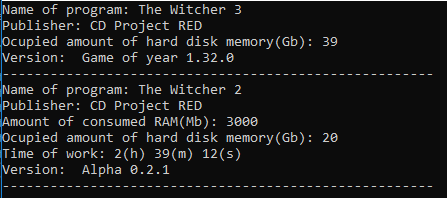 Name of program: The Witcher 3
Publisher: CD Project RED
Ocupied amount of hard disk memory(Gb): 39
Version:  Game of year 1.32.0
------------------------------------------------------
Name of program: The Witcher 2
Publisher: CD Project RED
Amount of consumed RAM(Mb): 3000
Ocupied amount of hard disk memory(Gb): 20
Time of work: 2(h) 39(m) 12(s)
Version:  Alpha 0.2.1
------------------------------------------------------